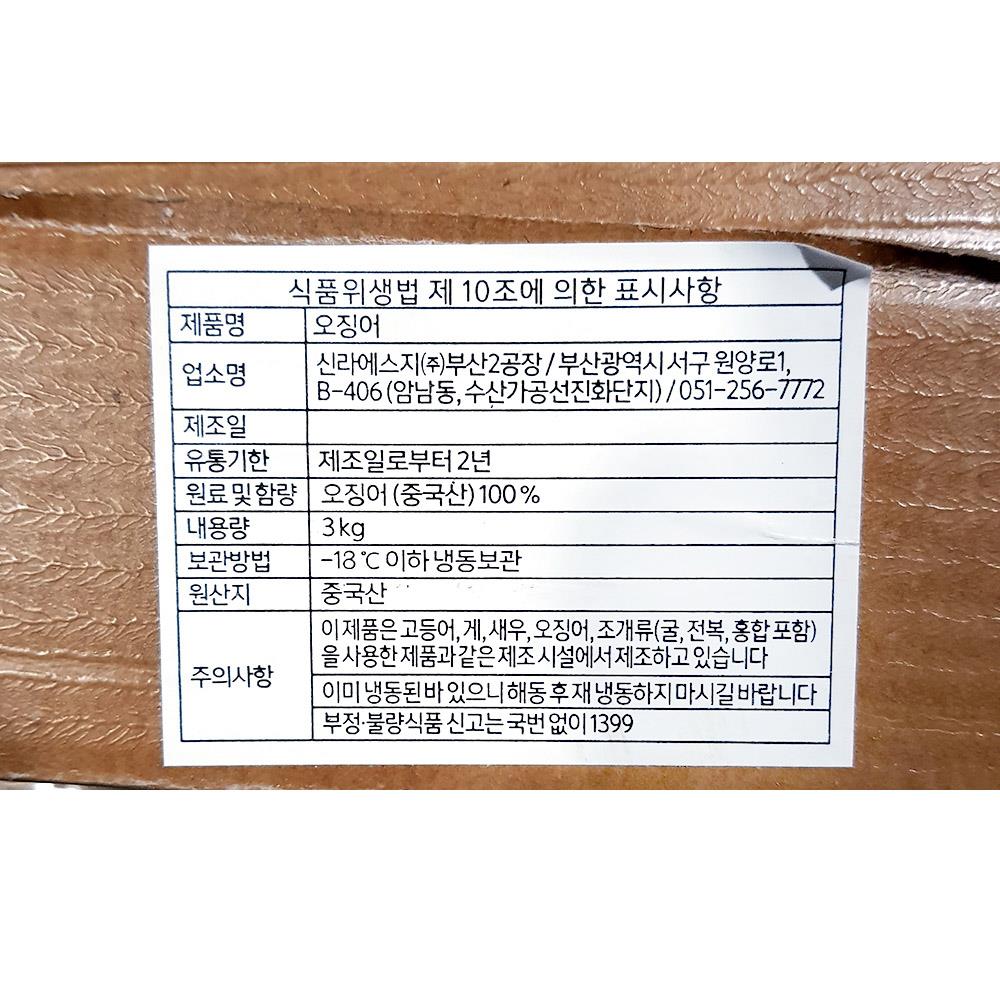 식품위생법 제 10조에 의한 표시사항
제품명 오징어
업소명 신라에스지(주)부산2공장 / 부산광역시 서구 원양로1,
B-406 (암남동, 수산가공선진화단지) / 051-256-7772
제조일
유통기한 제조일로부터 2년
원료 및 함량 오징어 (중국산) 100%
내용량 3kg
보관방법 -18℃ 이하 냉동보관
원산지 중국산
주의사항 이 제품은 고등어, 게, 새우, 오징어, 조개류(굴, 전복, 홍합 포함)
을 사용한 제품과 같은 제조 시설에서 제조하고 있습니다
이미 냉동된 바 있으니 해동 후 재 냉동하지 마시길 바랍니다
부정·불량식품 신고는 국번 없이 1399